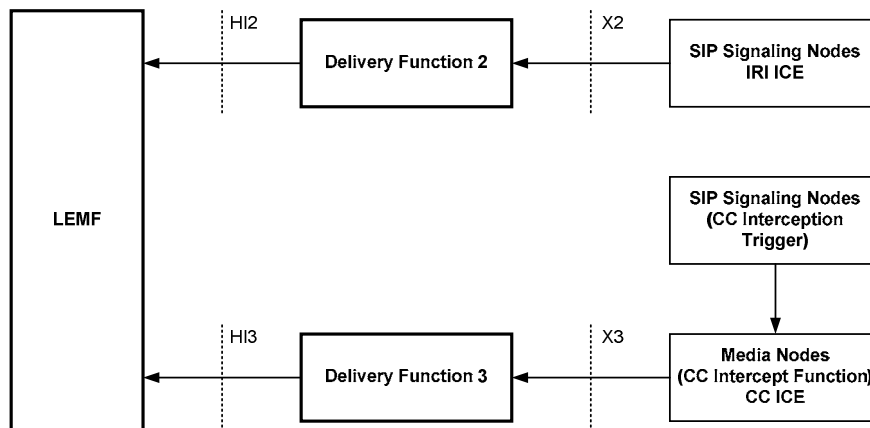 HI2
X2
Delivery Function 2
SIP Signaling Nodes
IRI ICE
LEMF
SIP Signaling Nodes
(CC Interception
Trigger)
HI3
X3
Delivery Function 3
Media Nodes
(CC Intercept Function)
CC ICE